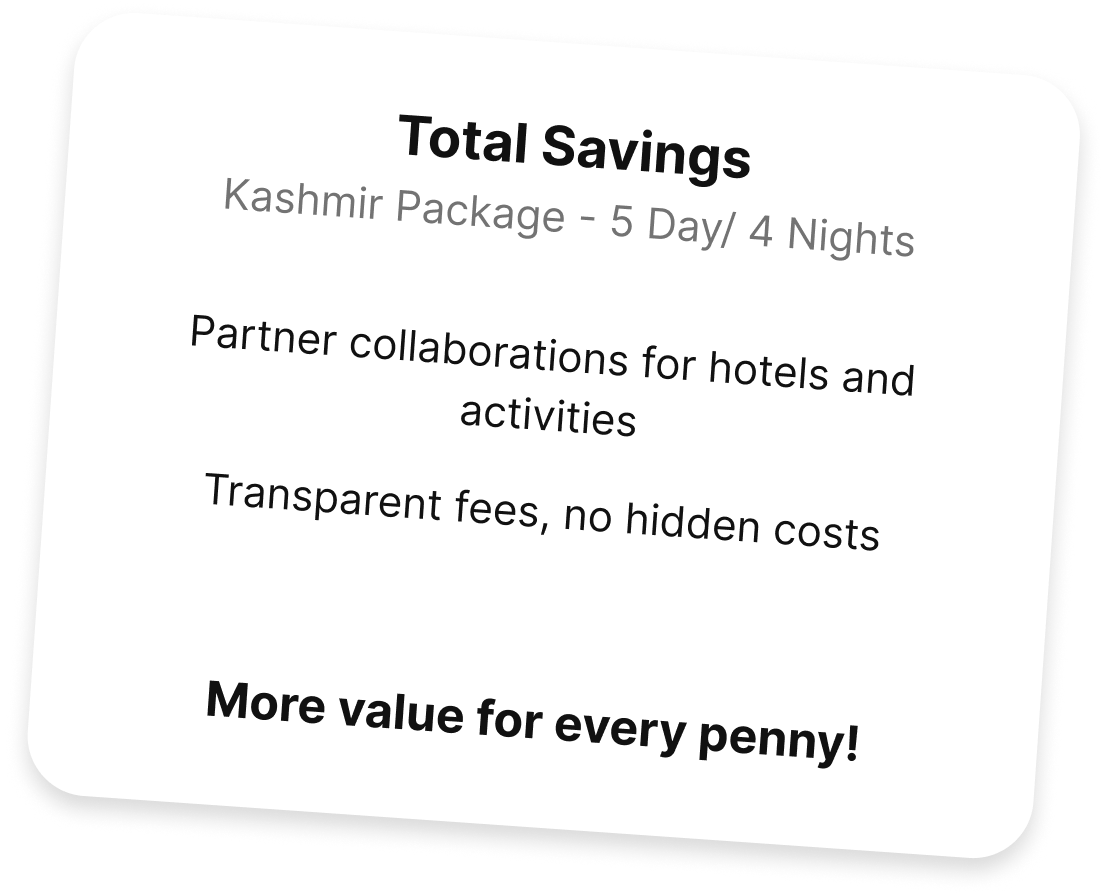 Total Savings
Kashmir Package - 5 Day/ 4 Nights
Partner collaborations for hotels and
activities
Transparent fees, no hidden costs
More value for every penny!